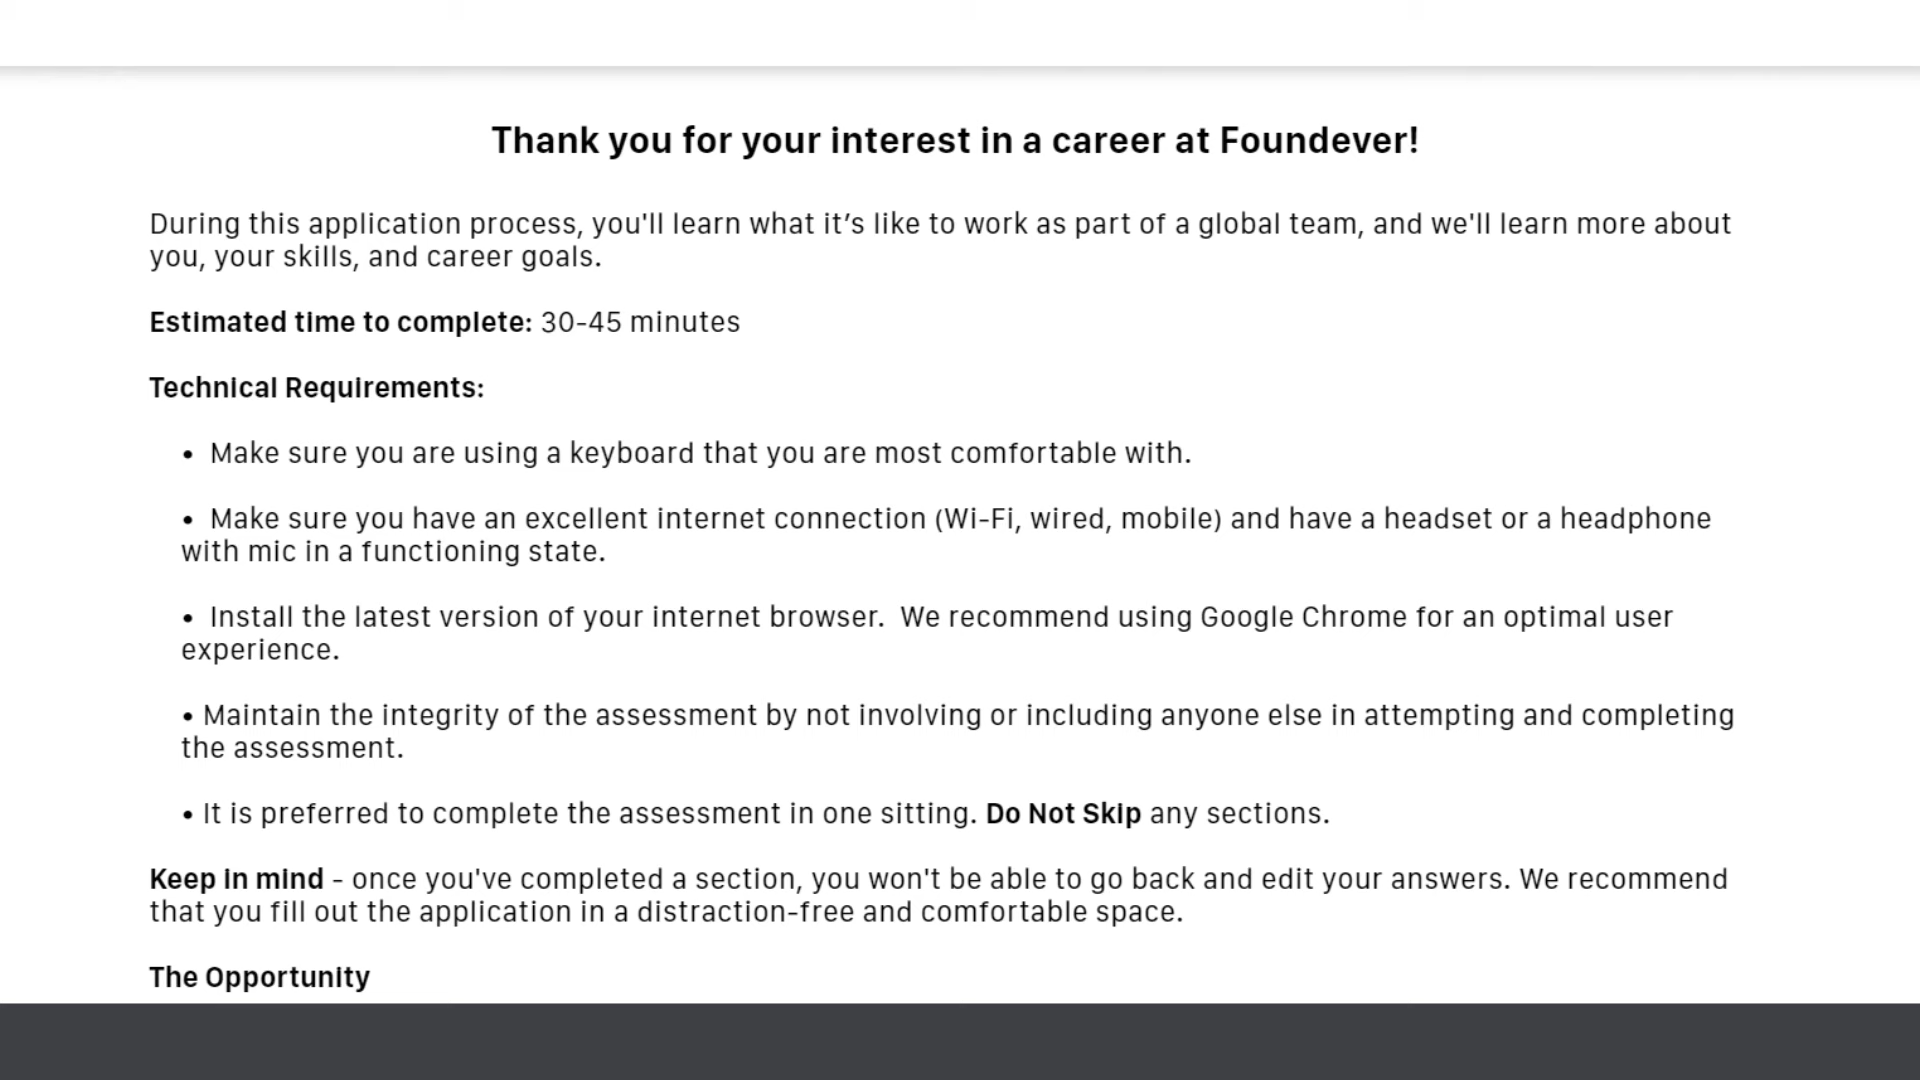 Thank you for your interest in a career at Foundever!
During this application process, you'll learn what it’s like to work as part of a global team, and we'll learn more about
you, your skills, and career goals.
Estimated time to complete: 30-45 minutes
Technical Requirements:
• Make sure you are using a keyboard that you are most comfortable with.
• Make sure you have an excellent internet connection (Wi-Fi, wired, mobile) and have a headset or a headphone
with mic in a functioning state.
• Install the latest version of your internet browser.  We recommend using Google Chrome for an optimal user
experience.
• Maintain the integrity of the assessment by not involving or including anyone else in attempting and completing
the assessment.
• It is preferred to complete the assessment in one sitting. Do Not Skip any sections.
Keep in mind - once you've completed a section, you won't be able to go back and edit your answers. We recommend
that you fill out the application in a distraction-free and comfortable space.
The Opportunity